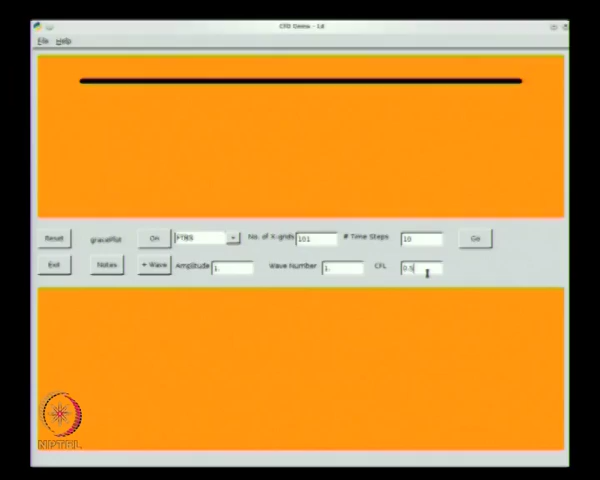 CFD Demo - 1d
File Help
Reset gracePlot On FTBS No. of X-grids 101 # Time Steps 10 Go
Exit Notes + Wave Amplitude 1. Wave Number 1. CFL 0.5
NPTEL